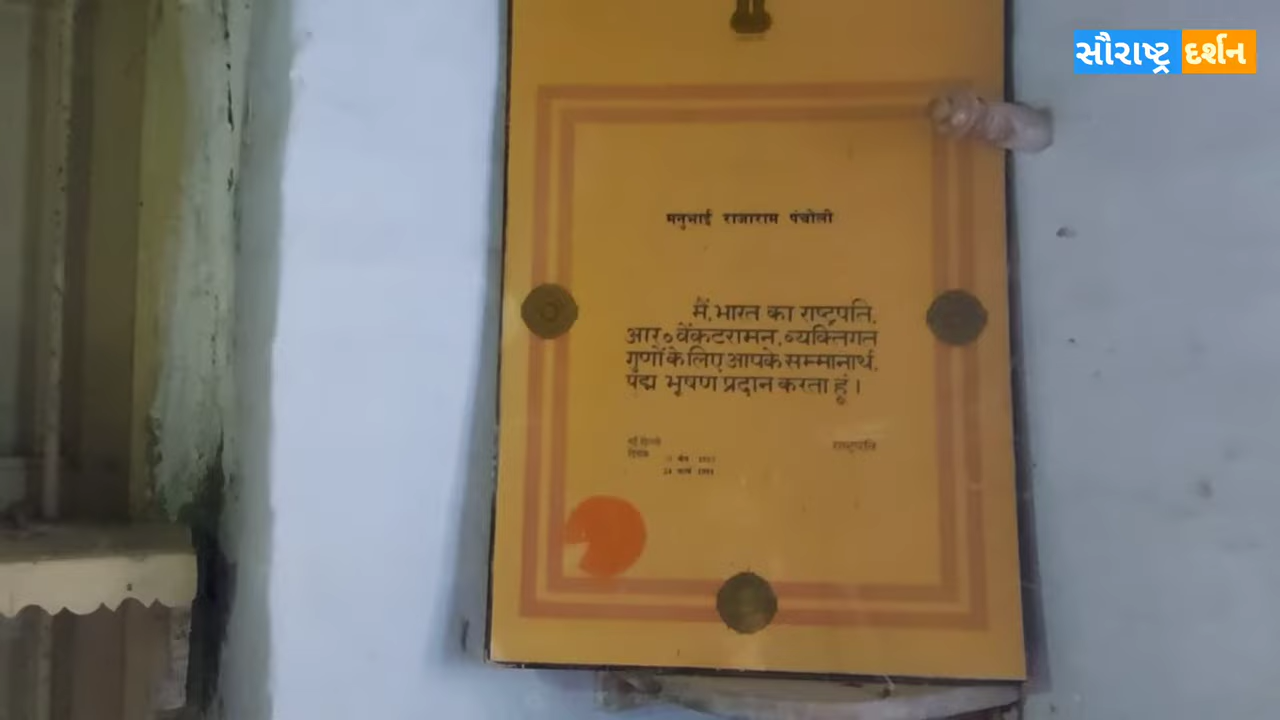 સૌરાષ્ટ્ર દર્શન
मनुभाई राजाराम पंचोली
मैं, भारत का राष्ट्रपति,
आर॰ वेंकटरामन, व्यक्तिगत
गुणों के लिए आपके सम्मानार्थ,
पद्म भूषण प्रदान करता हूं।
नई दिल्ली
राष्ट्रपति
दिनांक